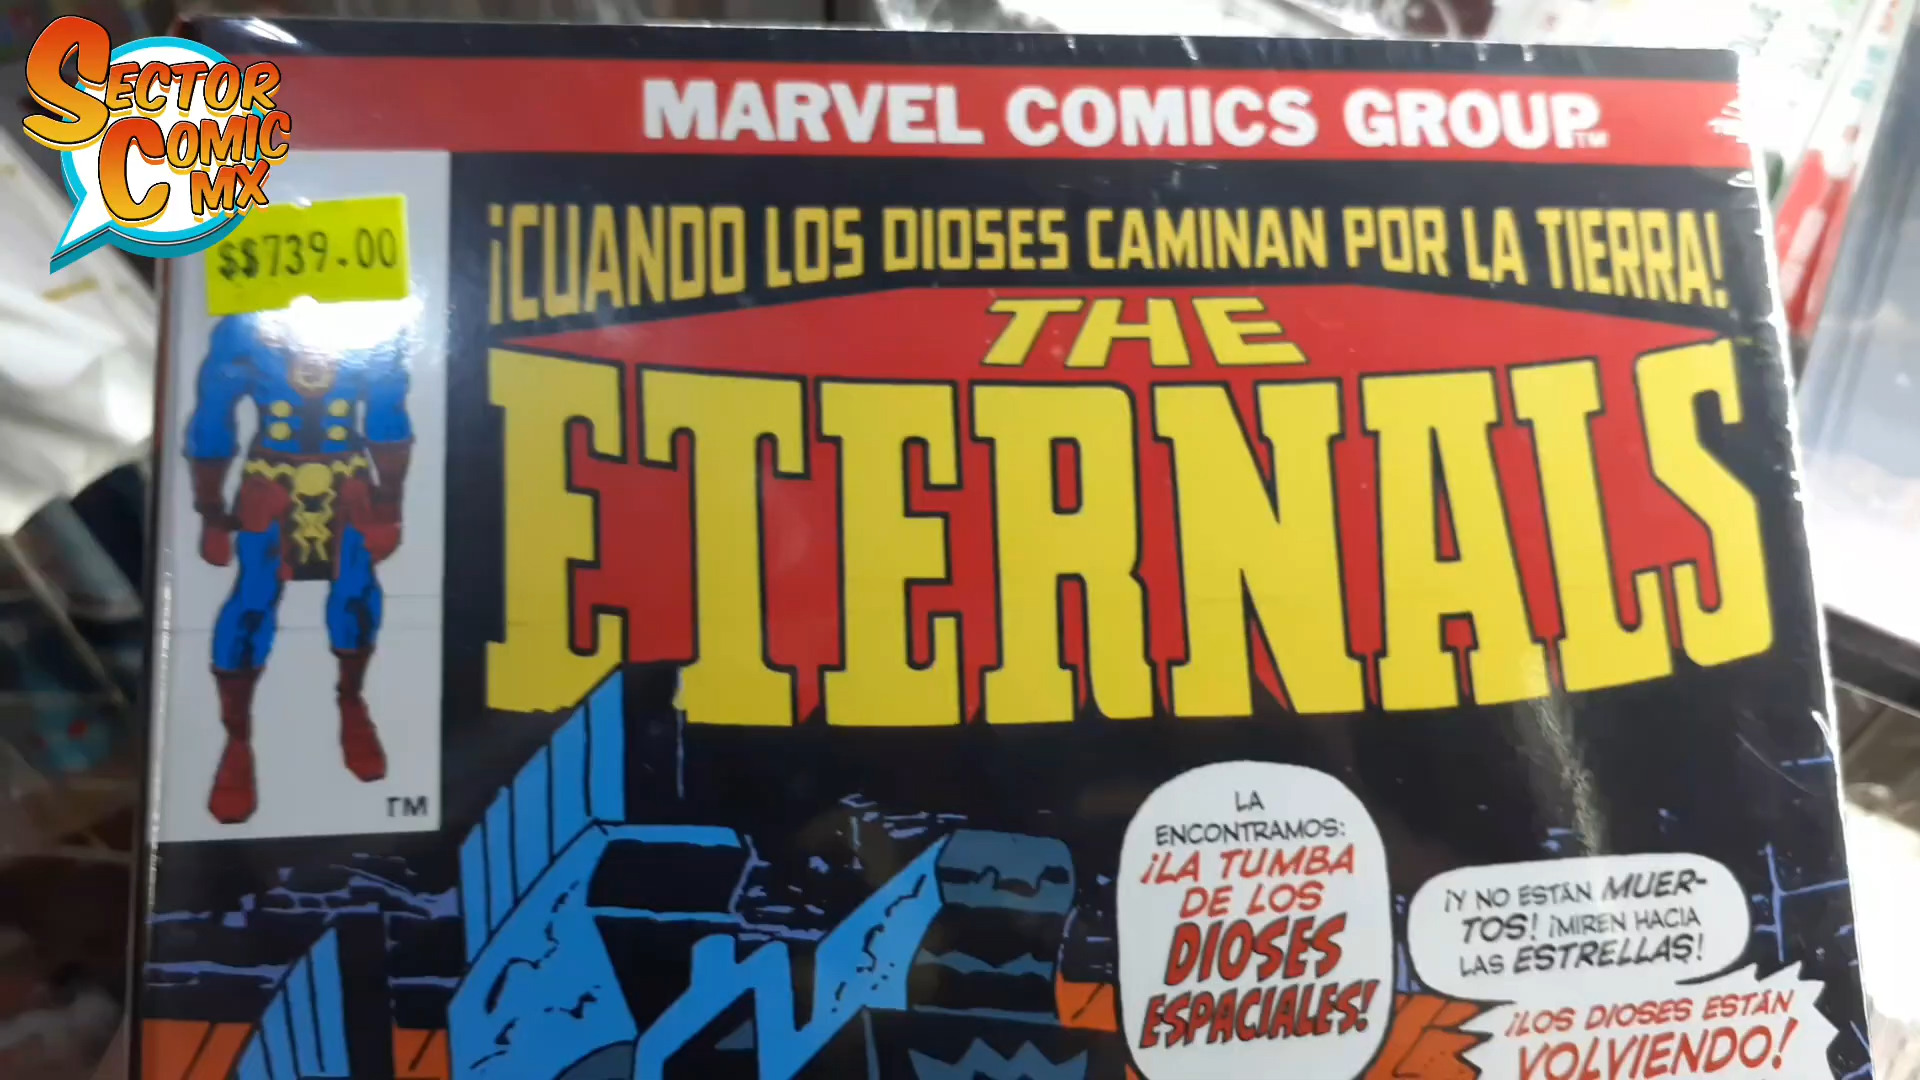 SECTOR
COMIC
MX
$$739.00
MARVEL COMICS GROUP™
¡CUANDO LOS DIOSES CAMINAN POR LA TIERRA!
THE
ETERNALS
TM
LA
ENCONTRAMOS:
¡LA TUMBA
DE LOS
DIOSES
ESPACIALES!
¡Y NO ESTÁN MUER-
TOS! ¡MIREN HACIA
LAS ESTRELLAS!
¡LOS DIOSES ESTÁN
VOLVIENDO!